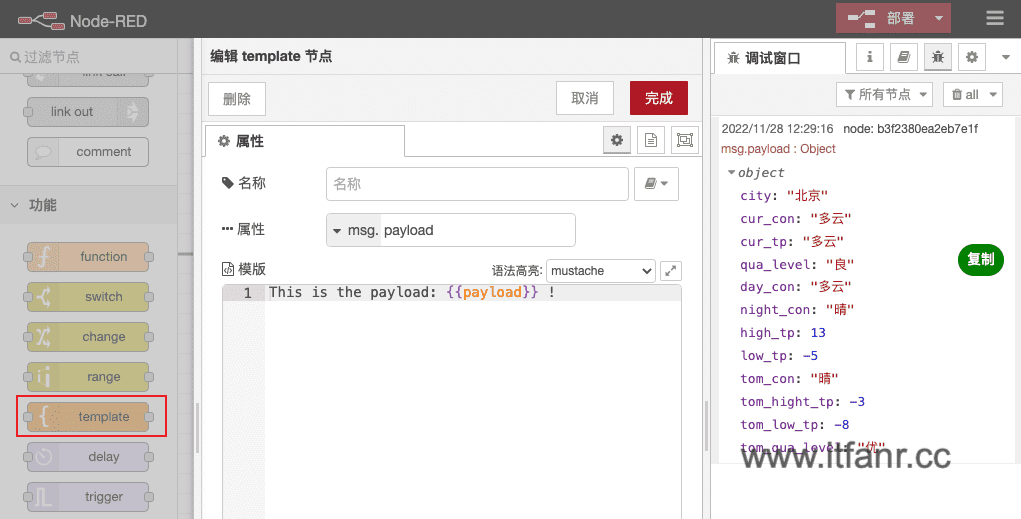 Node-RED
部署
过滤节点
link call
link out
comment
功能
function
switch
change
range
template
delay
trigger
编辑 template 节点
删除
取消
完成
属性
名称
名称
属性
msg. payload
模版
语法高亮: mustache
1 This is the payload: {{payload}} !
调试窗口
i
所有节点
all
2022/11/28 12:29:16 node: b3f2380ea2eb7e1f
msg.payload : Object
object
city: "北京"
cur_con: "多云"
cur_tp: "多云"
qua_level: "良"
day_con: "多云"
night_con: "晴"
high_tp: 13
low_tp: -5
tom_con: "晴"
tom_hight_tp: -3
tom_low_tp: -8
tom_qua_level: "优"
复制
www.itfanr.cc